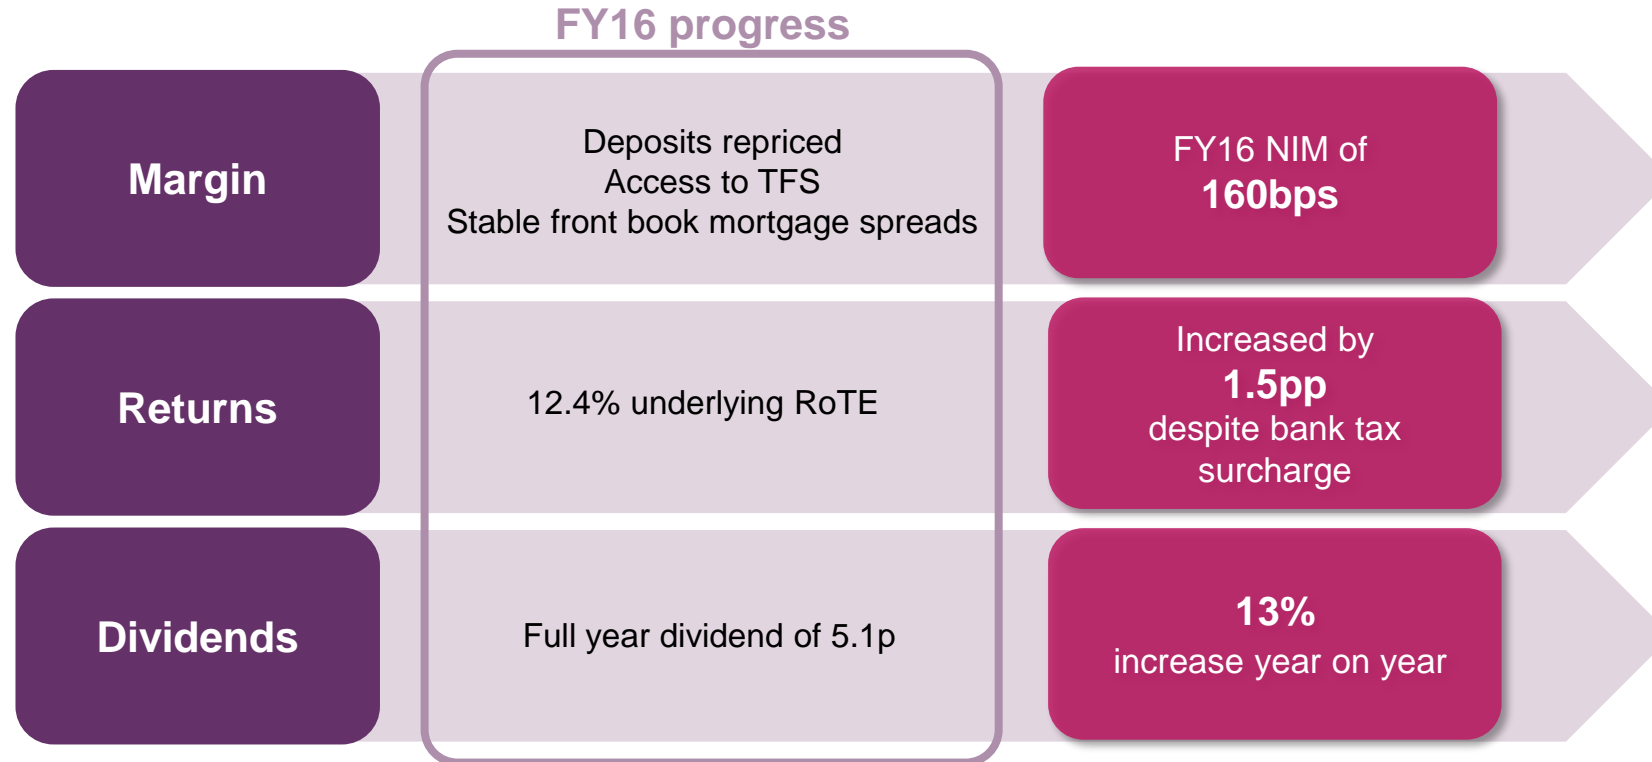 FY16 progress
Margin
Deposits repriced
Access to TFS
Stable front book mortgage spreads
FY16 NIM of
160bps
Returns
12.4% underlying RoTE
Increased by
1.5pp
despite bank tax
surcharge
Dividends
Full year dividend of 5.1p
13%
increase year on year